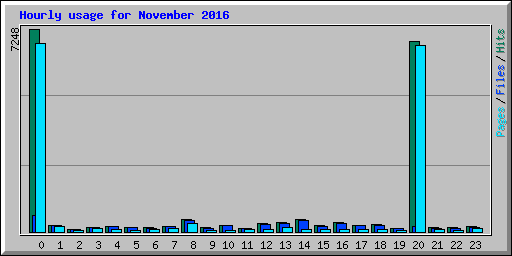 Hourly usage for November 2016
7248
Pages/Files/Hits
0 1 2 3 4 5 6 7 8 9 10 11 12 13 14 15 16 17 18 19 20 21 22 23